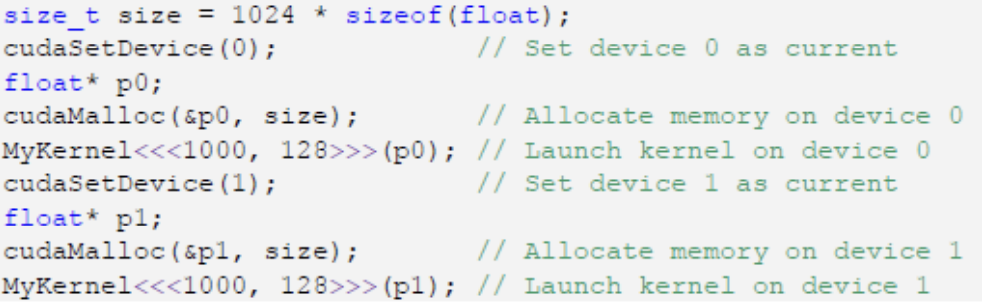 size_t size = 1024 * sizeof(float);
cudaSetDevice(0); // Set device 0 as current
float* p0;
cudaMalloc(&p0, size); // Allocate memory on device 0
MyKernel<<<1000, 128>>>(p0); // Launch kernel on device 0
cudaSetDevice(1); // Set device 1 as current
float* p1;
cudaMalloc(&p1, size); // Allocate memory on device 1
MyKernel<<<1000, 128>>>(p1); // Launch kernel on device 1